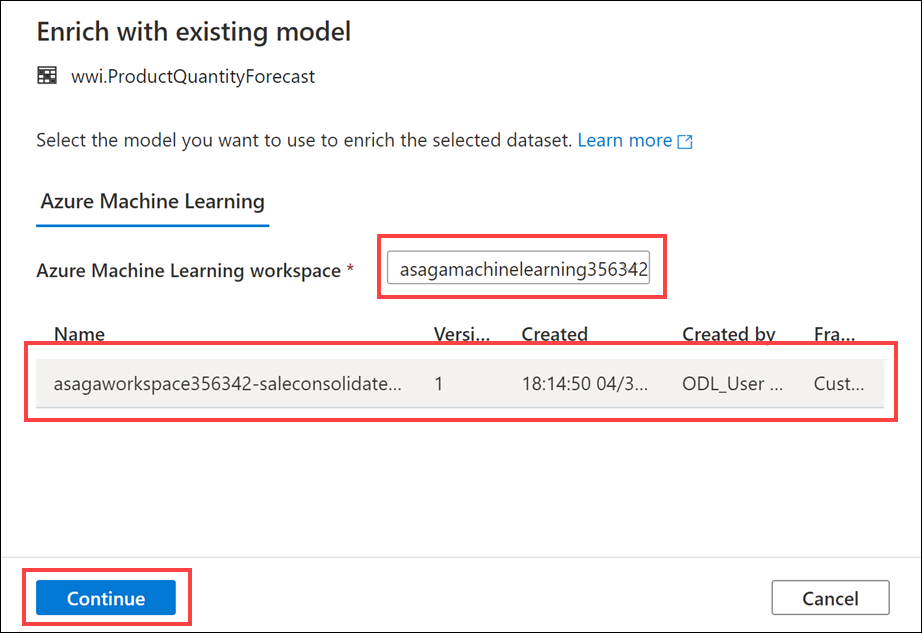 Enrich with existing model
wwi.ProductQuantityForecast
Select the model you want to use to enrich the selected dataset. Learn more
Azure Machine Learning
Azure Machine Learning workspace * asagamachinelearning356342
Name Versi... Created Created by Fra...
asagaworkspace356342-saleconsolidate... 1 18:14:50 04/3... ODL_User ... Cust...
Continue Cancel